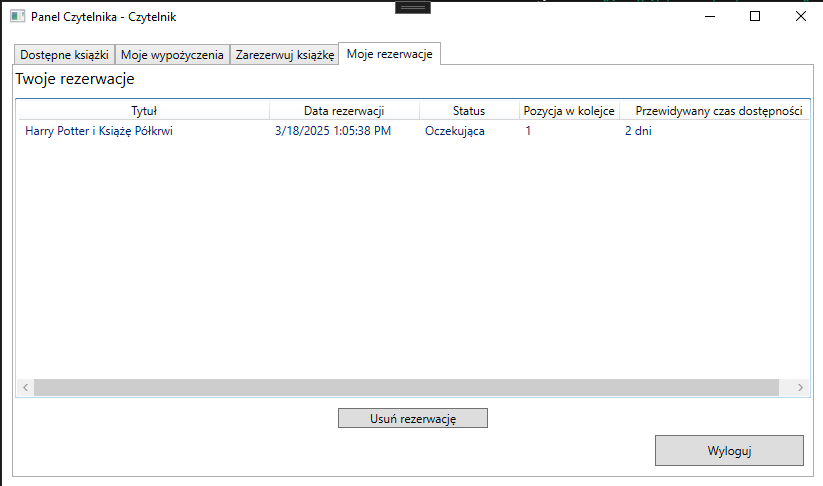 Panel Czytelnika - Czytelnik
Dostępne książki Moje wypożyczenia Zarezerwuj książkę Moje rezerwacje
Twoje rezerwacje
Tytuł Data rezerwacji Status Pozycja w kolejce Przewidywany czas dostępności
Harry Potter i Książę Półkrwi 3/18/2025 1:05:38 PM Oczekująca 1 2 dni
Usuń rezerwację
Wyloguj